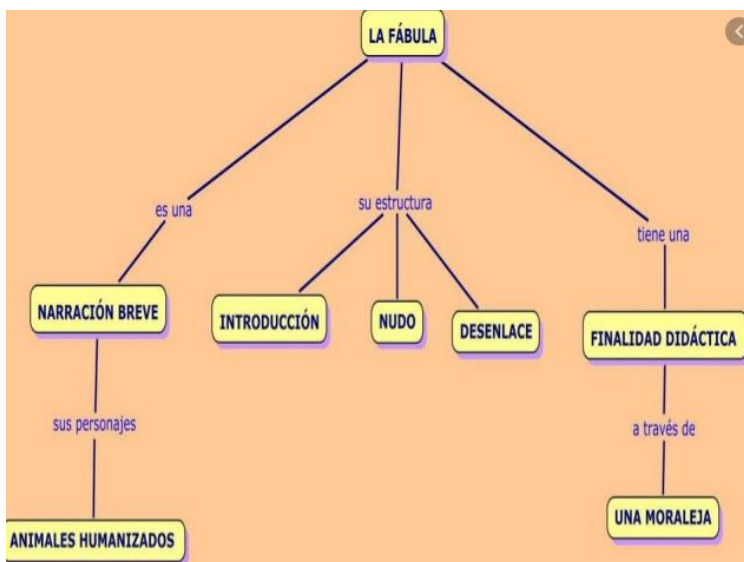 LA FÁBULA
es una
su estructura
tiene una
NARRACIÓN BREVE
INTRODUCCIÓN
NUDO
DESENLACE
FINALIDAD DIDÁCTICA
sus personajes
a través de
ANIMALES HUMANIZADOS
UNA MORALEJA